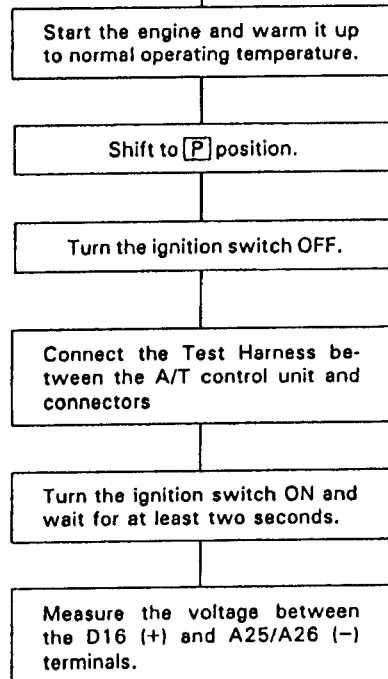 Start the engine and warm it up
to normal operating temperature.
Shift to P position.
Turn the ignition switch OFF.
Connect the Test Harness be-
tween the A/T control unit and
connectors
Turn the ignition switch ON and
wait for at least two seconds.
Measure the voltage between
the D16 (+) and A25/A26 (−)
terminals.